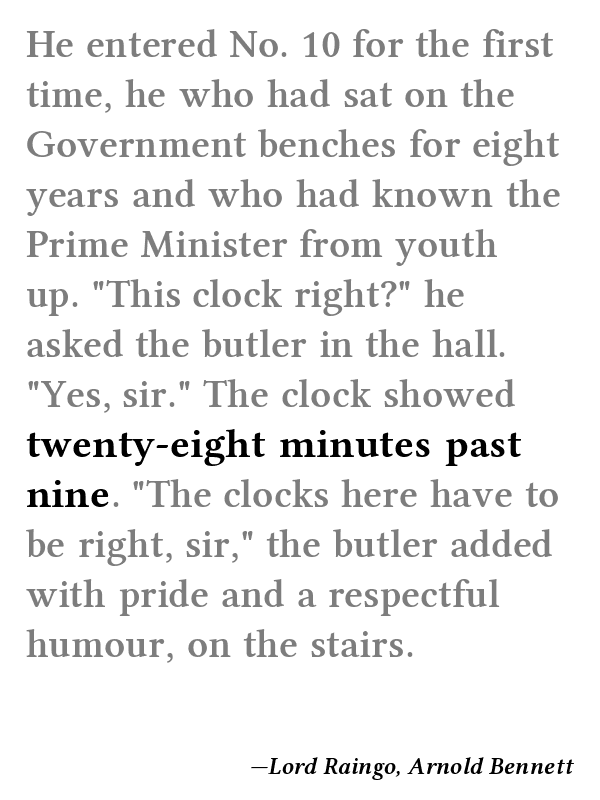 He entered No. 10 for the first
time, he who had sat on the
Government benches for eight
years and who had known the
Prime Minister from youth
up. "This clock right?" he
asked the butler in the hall.
"Yes, sir." The clock showed
twenty-eight minutes past
nine. "The clocks here have to
be right, sir," the butler added
with pride and a respectful
humour, on the stairs.
—Lord Raingo, Arnold Bennett